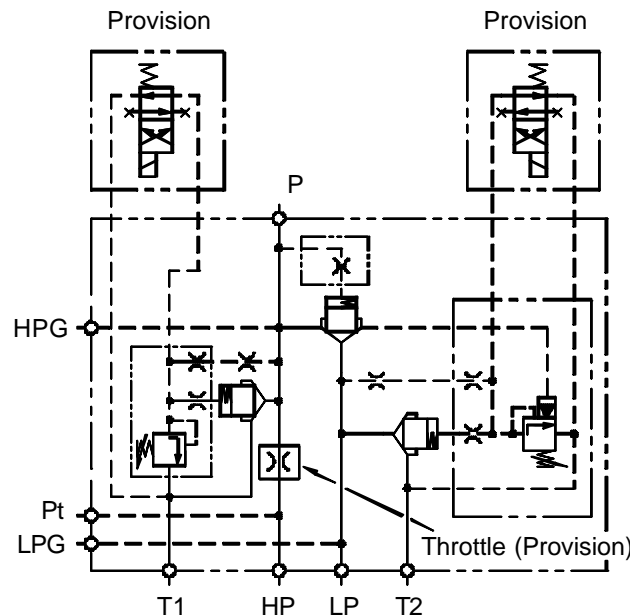 Provision
Provision
P
HPG
Pt
LPG
Throttle (Provision)
T1
HP
LP
T2